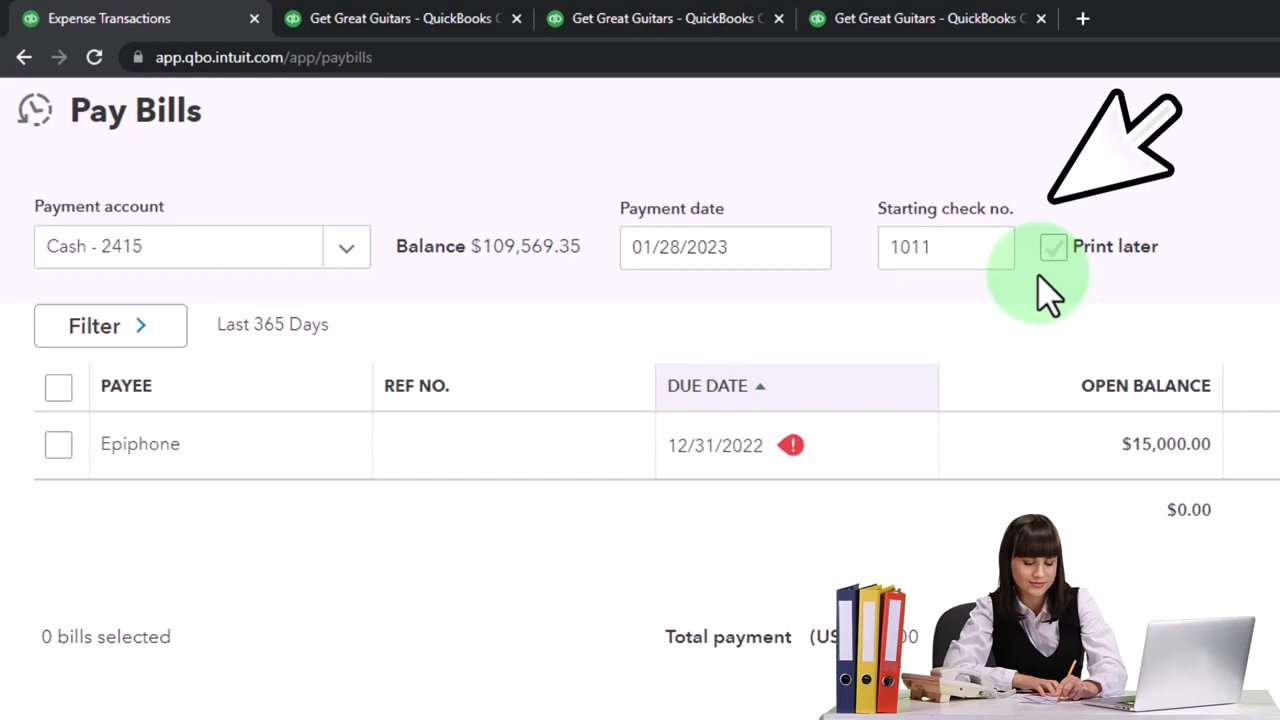 Expense Transactions
Get Great Guitars - QuickBooks
Get Great Guitars - QuickBooks
Get Great Guitars - QuickBooks
app.qbo.intuit.com/app/paybills
Pay Bills
Payment account
Payment date
Starting check no.
Cash - 2415
Balance $109,569.35
01/28/2023
1011
Print later
Filter
Last 365 Days
PAYEE
REF NO.
DUE DATE
OPEN BALANCE
Epiphone
12/31/2022
$15,000.00
$0.00
0 bills selected
Total payment